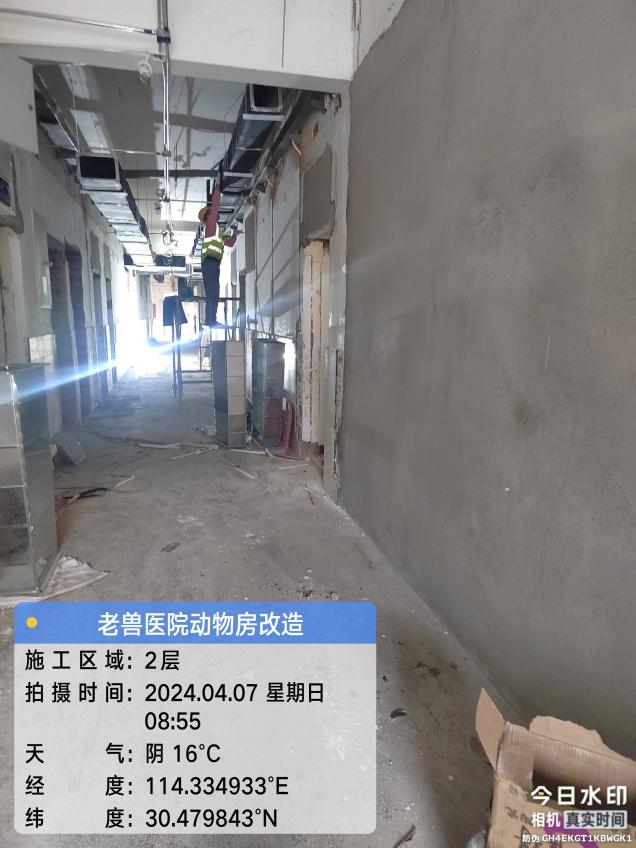 老兽医院动物房改造
施工区域：2层
拍摄时间：2024.04.07 星期日
08:55
天气：阴 16°C
经度：114.334933°E
纬度：30.479843°N
今日水印
相机 真实时间
防伪 GH4EKGT1KBWGK1